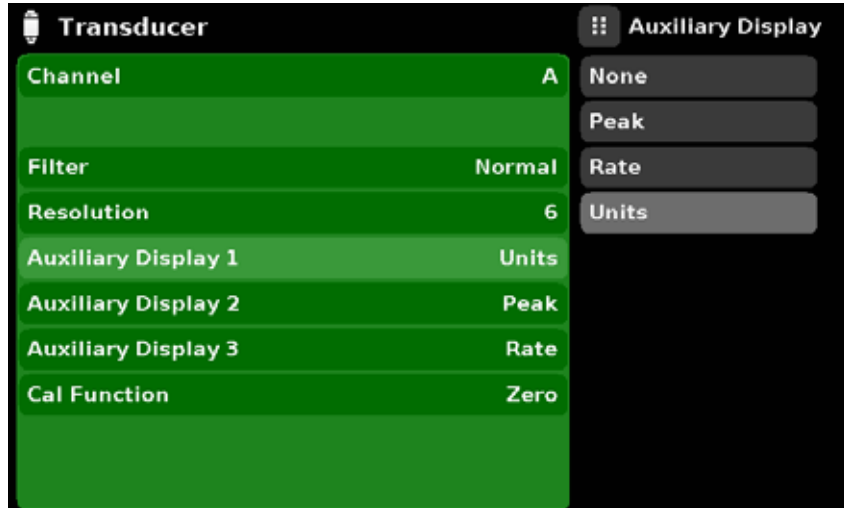 Transducer
Channel A
Filter Normal
Resolution 6
Auxiliary Display 1 Units
Auxiliary Display 2 Peak
Auxiliary Display 3 Rate
Cal Function Zero
Auxiliary Display
None
Peak
Rate
Units